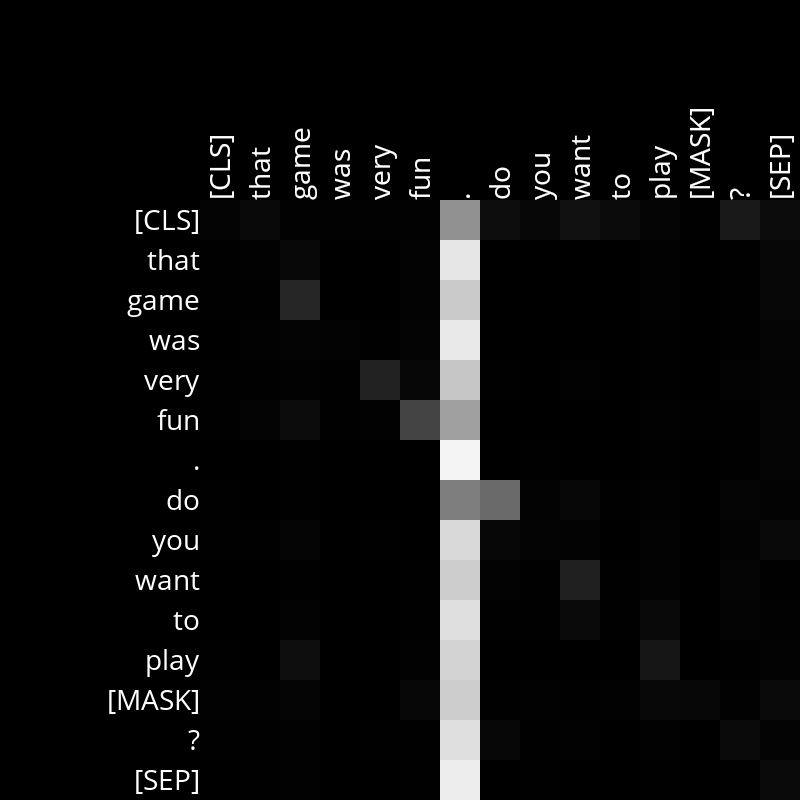 [CLS] that game was very fun . do you want to play [MASK] ? [SEP]
[CLS]
that
game
was
very
fun
.
do
you
want
to
play
[MASK]
?
[SEP]